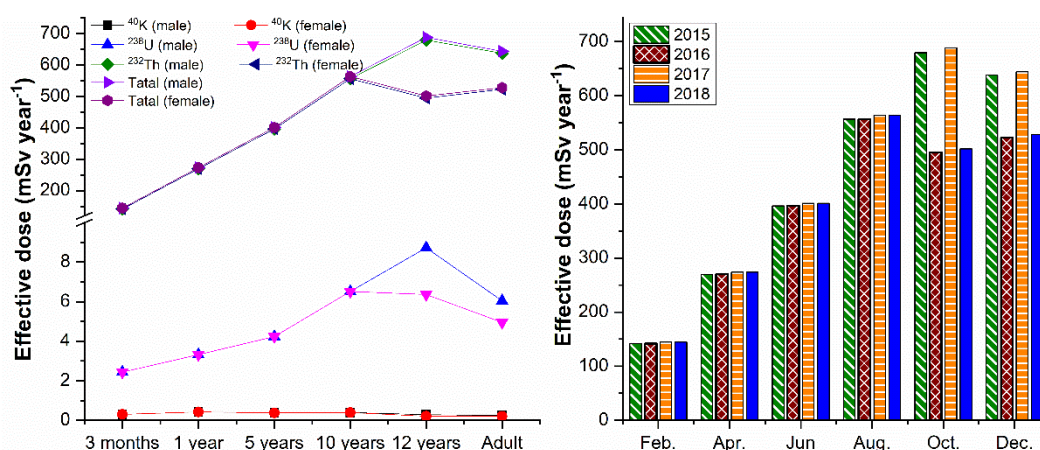 Effective dose (mSv year⁻¹)
700
600
500
400
300
200
8
6
4
2
0
⁴⁰K (male)
²³⁸U (male)
²³²Th (male)
Tatal (male)
Tatal (female)
⁴⁰K (female)
²³⁸U (female)
²³²Th (female)
3 months 1 year 5 years 10 years 12 years Adult
Effective dose (mSv year⁻¹)
700
600
500
400
300
200
100
0
2015
2016
2017
2018
Feb. Apr. Jun Aug. Oct. Dec.